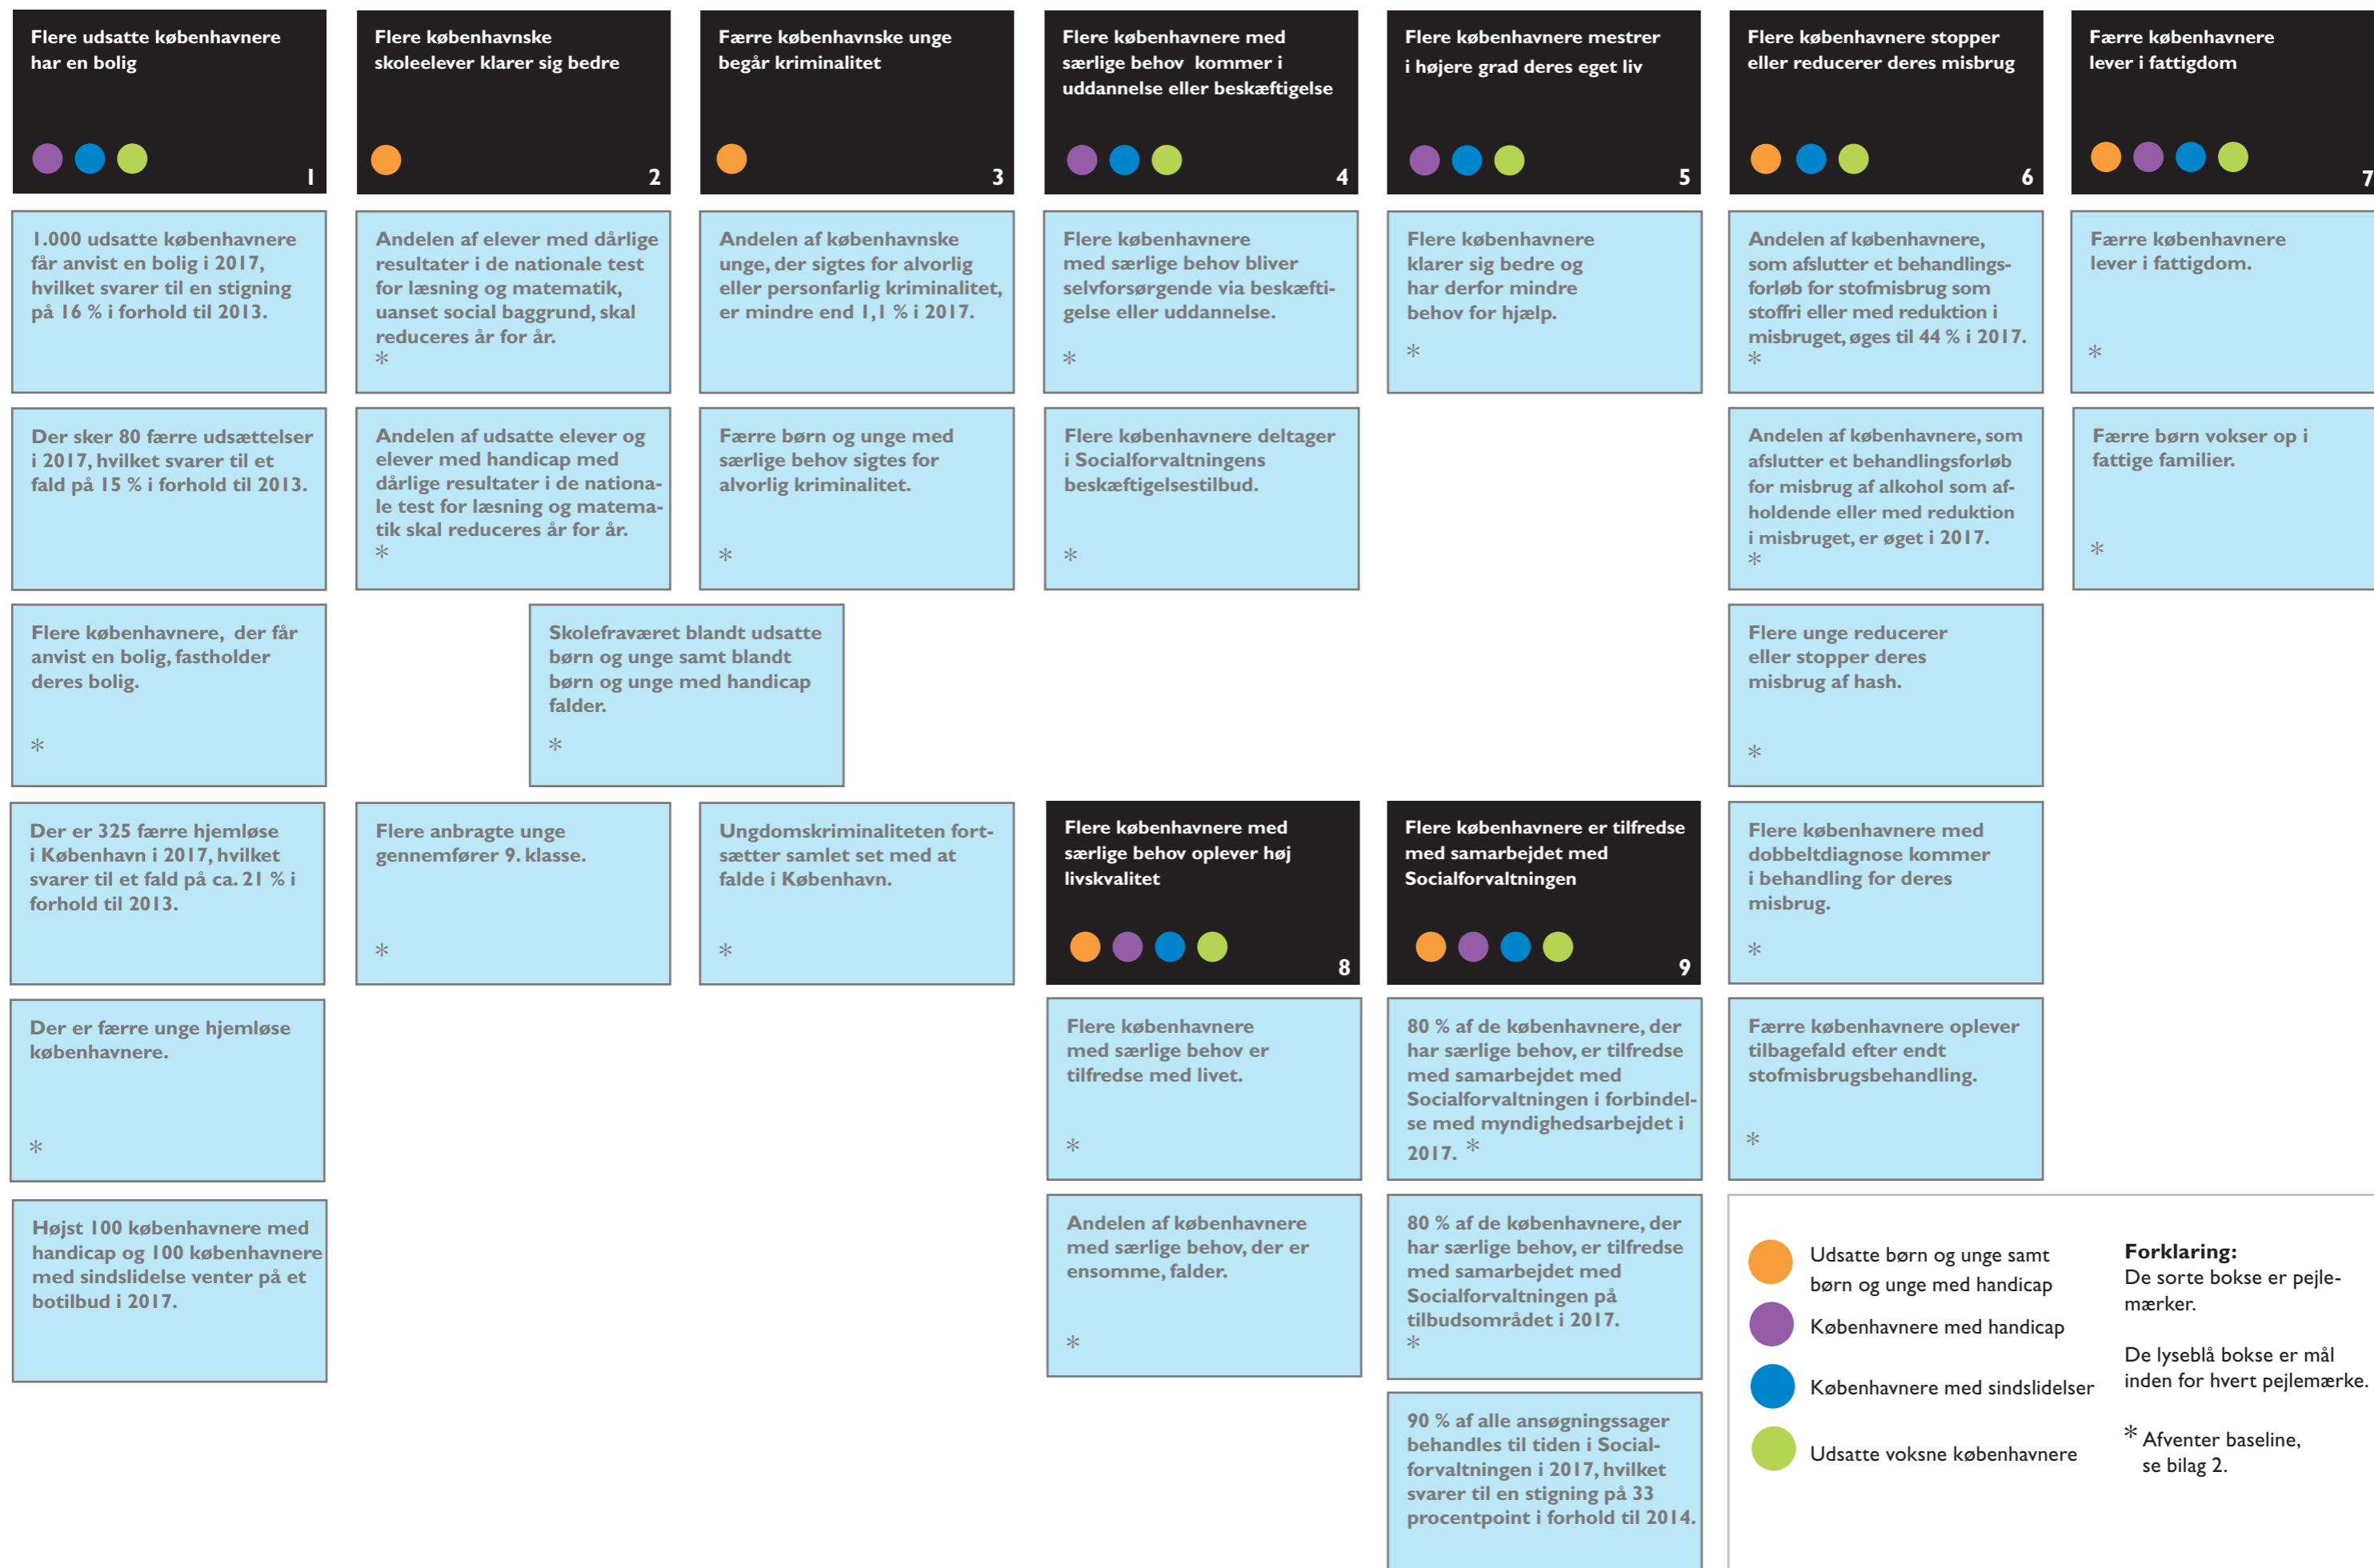 Flere udsatte københavnere
har en bolig
1
1.000 udsatte københavnere
får anvist en bolig i 2017,
hvilket svarer til en stigning
på 16 % i forhold til 2013.
Der sker 80 færre udsættelser
i 2017, hvilket svarer til et
fald på 15 % i forhold til 2013.
Flere københavnere, der får
anvist en bolig, fastholder
deres bolig.
*
Der er 325 færre hjemløse
i København i 2017, hvilket
svarer til et fald på ca. 21 % i
forhold til 2013.
Der er færre unge hjemløse
københavnere.
*
Højst 100 københavnere med
handicap og 100 københavnere
med sindslidelse venter på et
botilbud i 2017.
Flere københavnske
skoleelever klarer sig bedre
2
Andelen af elever med dårlige
resultater i de nationale test
for læsning og matematik,
uanset social baggrund, skal
reduceres år for år.
*
Andelen af udsatte elever og
elever med handicap med
dårlige resultater i de nationa-
le test for læsning og matema-
tik skal reduceres år for år.
*
Skolefraværet blandt udsatte
børn og unge samt blandt
børn og unge med handicap
falder.
*
Flere anbragte unge
gennemfører 9. klasse.
*
Færre københavnske unge
begår kriminalitet
3
Andelen af københavnske
unge, der sigtes for alvorlig
eller personfarlig kriminalitet,
er mindre end 1,1 % i 2017.
Færre børn og unge med
særlige behov sigtes for
alvorlig kriminalitet.
*
Ungdomskriminaliteten fort-
sætter samlet set med at
falde i København.
*
Flere københavnere med
særlige behov kommer i
uddannelse eller beskæftigelse
4
Flere københavnere
med særlige behov bliver
selvforsørgende via beskæfti-
gelse eller uddannelse.
*
Flere københavnere deltager
i Socialforvaltningens
beskæftigelsestilbud.
*
Flere københavnere mestrer
i højere grad deres eget liv
5
Flere københavnere
klarer sig bedre og
har derfor mindre
behov for hjælp.
*
Flere københavnere stopper
eller reducerer deres misbrug
6
Andelen af københavnere,
som afslutter et behandlings-
forløb for stofmisbrug som
stoffri eller med reduktion i
misbruget, øges til 44 % i 2017.
*
Andelen af københavnere, som
afslutter et behandlingsforløb
for misbrug af alkohol som af-
holdende eller med reduktion
i misbruget, er øget i 2017.
*
Flere unge reducerer
eller stopper deres
misbrug af hash.
*
Flere københavnere med
dobbeltdiagnose kommer
i behandling for deres
misbrug.
*
Færre københavnere oplever
tilbagefald efter endt
stofmisbrugsbehandling.
*
Færre københavnere
lever i fattigdom
7
Færre københavnere
lever i fattigdom.
*
Færre børn vokser op i
fattige familier.
*
Flere københavnere med
særlige behov oplever høj
livskvalitet
8
Flere københavnere
med særlige behov er
tilfredse med livet.
*
Andelen af københavnere
med særlige behov, der er
ensomme, falder.
*
Flere københavnere er tilfredse
med samarbejdet med
Socialforvaltningen
9
80 % af de københavnere, der
har særlige behov, er tilfredse
med samarbejdet med
Socialforvaltningen i forbindel-
se med myndighedsarbejdet i
2017. *
80 % af de københavnere, der
har særlige behov, er tilfredse
med samarbejdet med
Socialforvaltningen på
tilbudsområdet i 2017.
*
90 % af alle ansøgningssager
behandles til tiden i Social-
forvaltningen i 2017, hvilket
svarer til en stigning på 33
procentpoint i forhold til 2014.
Udsatte børn og unge samt
børn og unge med handicap
Københavnere med handicap
Københavnere med sindslidelser
Udsatte voksne københavnere
Forklaring:
De sorte bokse er pejle-
mærker.
De lyseblå bokse er mål
inden for hvert pejlemærke.
* Afventer baseline,
se bilag 2.